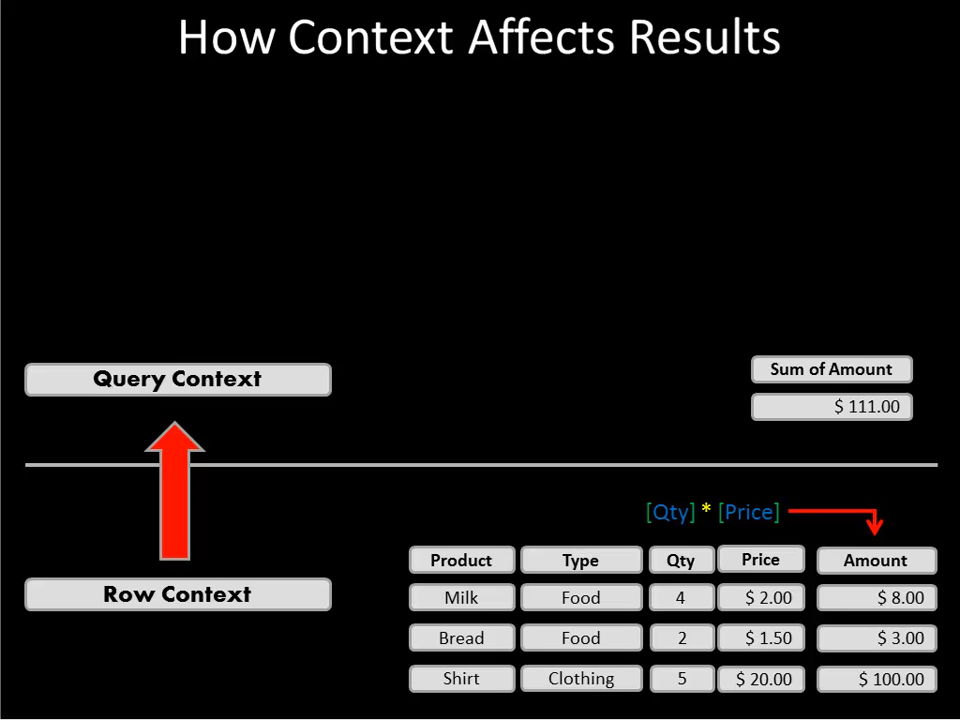 How Context Affects Results
Query Context
Sum of Amount
$ 111.00
[Qty] * [Price]
Product Type Qty Price Amount
Row Context
Milk Food 4 $ 2.00 $ 8.00
Bread Food 2 $ 1.50 $ 3.00
Shirt Clothing 5 $ 20.00 $ 100.00